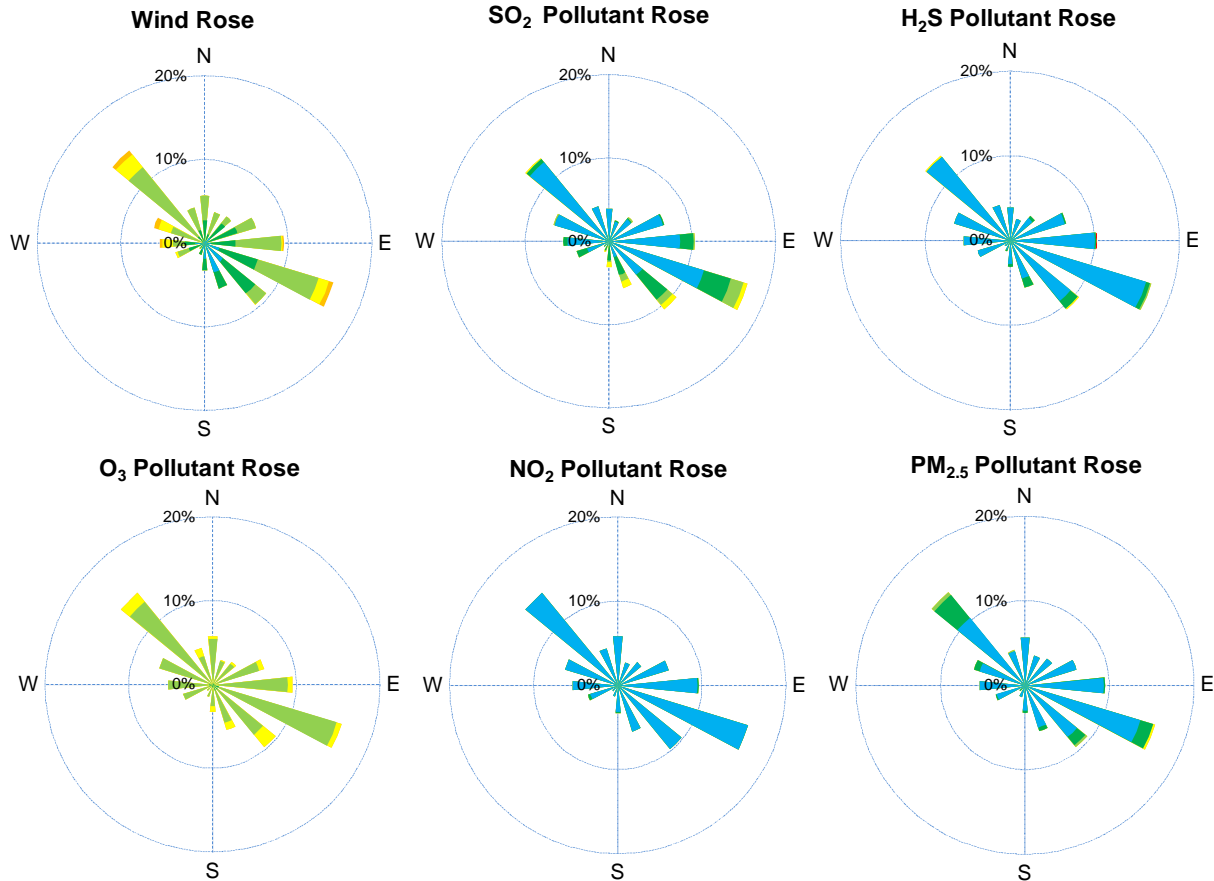 Wind Rose
N
20%
10%
0%
W
E
S
SO₂ Pollutant Rose
N
20%
10%
0%
W
E
S
H₂S Pollutant Rose
N
20%
10%
0%
W
E
S
O₃ Pollutant Rose
N
20%
10%
0%
W
E
S
NO₂ Pollutant Rose
N
20%
10%
0%
W
E
S
PM₂.₅ Pollutant Rose
N
20%
10%
0%
W
E
S